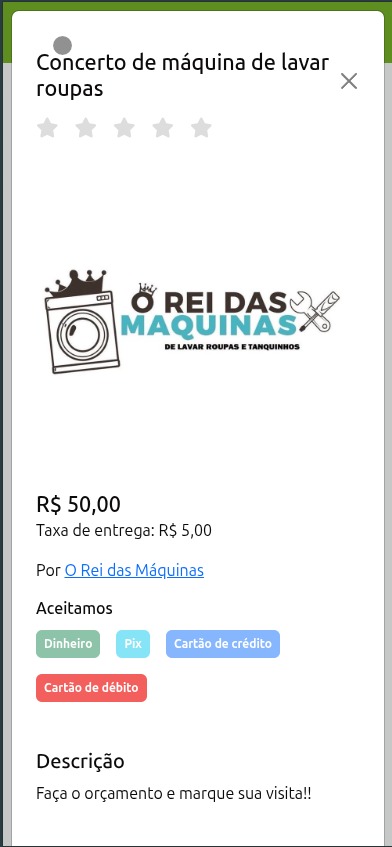 Concerto de máquina de lavar
roupas
O REI DAS
MAQUINAS
DE LAVAR ROUPAS E TANQUINHOS
R$ 50,00
Taxa de entrega: R$ 5,00
Por O Rei das Máquinas
Aceitamos
Dinheiro Pix Cartão de crédito
Cartão de débito
Descrição
Faça o orçamento e marque sua visita!!